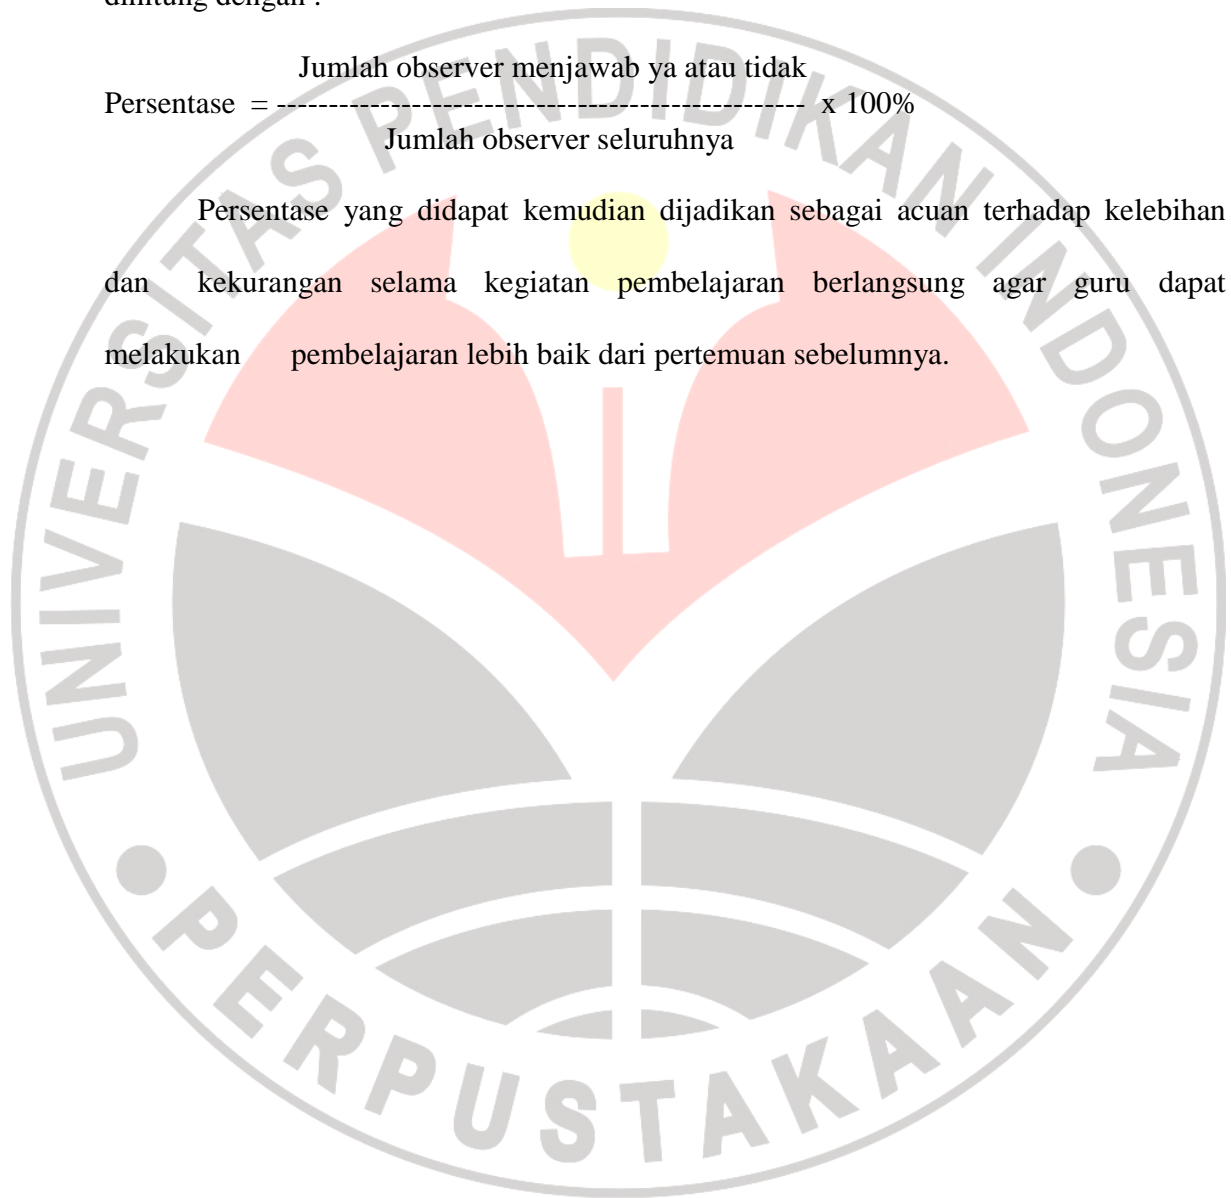 dihitung dengan :
Jumlah observer menjawab ya atau tidak
Persentase = --------------------------------------------------- x 100%
Jumlah observer seluruhnya
Persentase yang didapat kemudian dijadikan sebagai acuan terhadap kelebihan
dan kekurangan selama kegiatan pembelajaran berlangsung agar guru dapat
melakukan pembelajaran lebih baik dari pertemuan sebelumnya.
UNIVERSITAS PENDIDIKAN INDONESIA
PERPUSTAKAAN